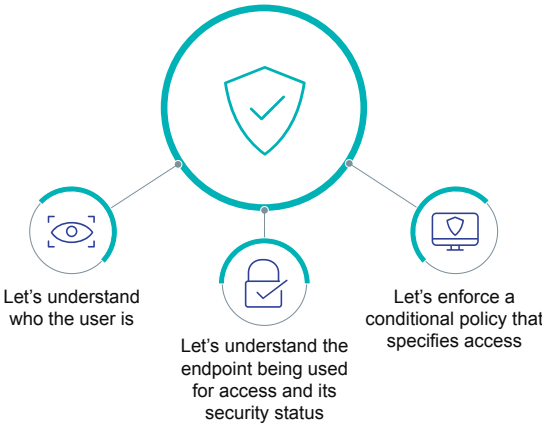 Let's understand
who the user is
Let's understand the
endpoint being used
for access and its
security status
Let's enforce a
conditional policy that
specifies access